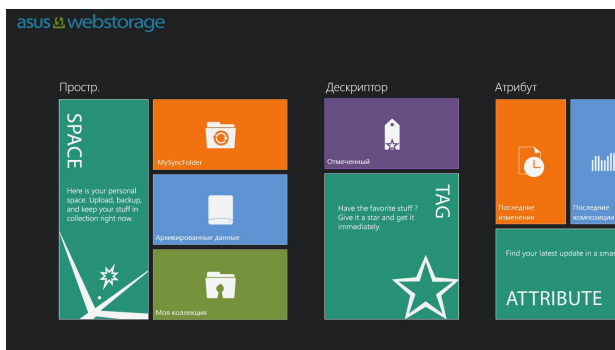 asus webstorage
Простр.
SPACE
Here is your personal
space. Upload, backup,
and keep your stuff in
collection right now.
MySyncFolder
Архивированные данные
Моя коллекция
Дескриптор
Отмеченный
TAG
Have the favorite stuff ?
Give it a star and get it
immediately.
Атрибут
Последние
изменения
Последние
композиции
Find your latest update in a smar
ATTRIBUTE